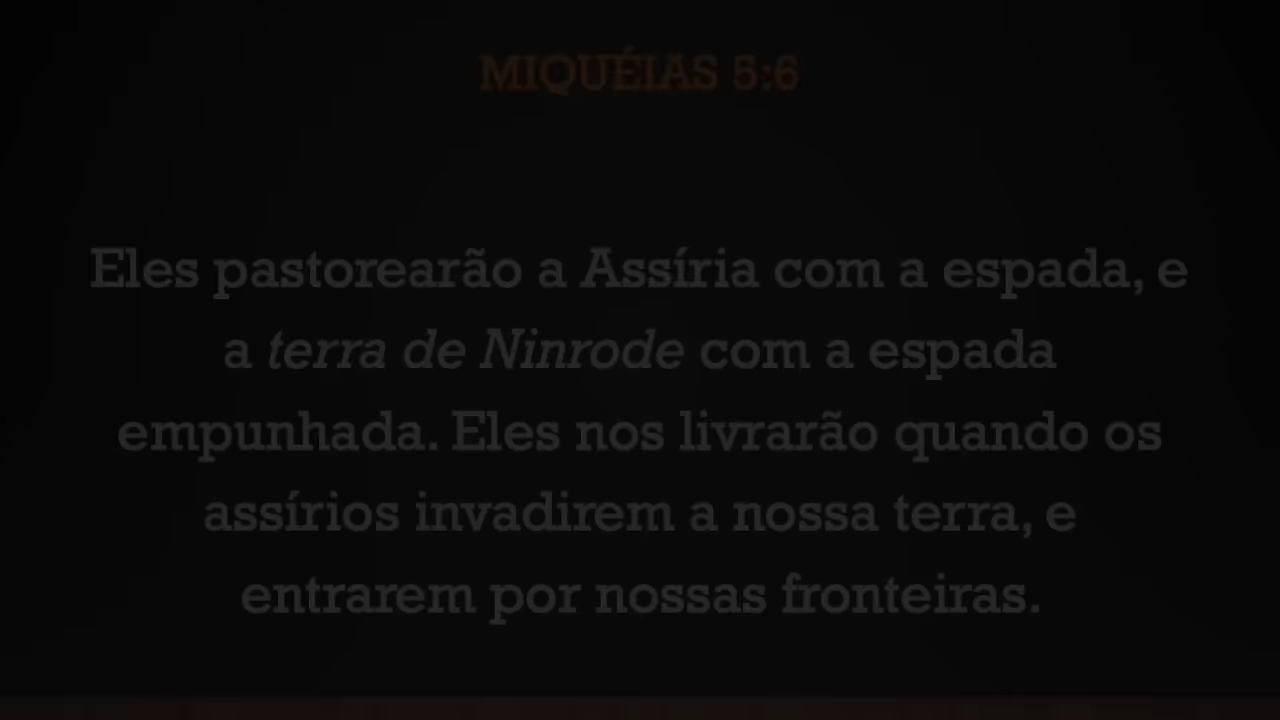 MIQUÉIAS 5:6
Eles pastorearão a Assíria com a espada, e
a terra de Ninrode com a espada
empunhada. Eles nos livrarão quando os
assírios invadirem a nossa terra, e
entrarem por nossas fronteiras.